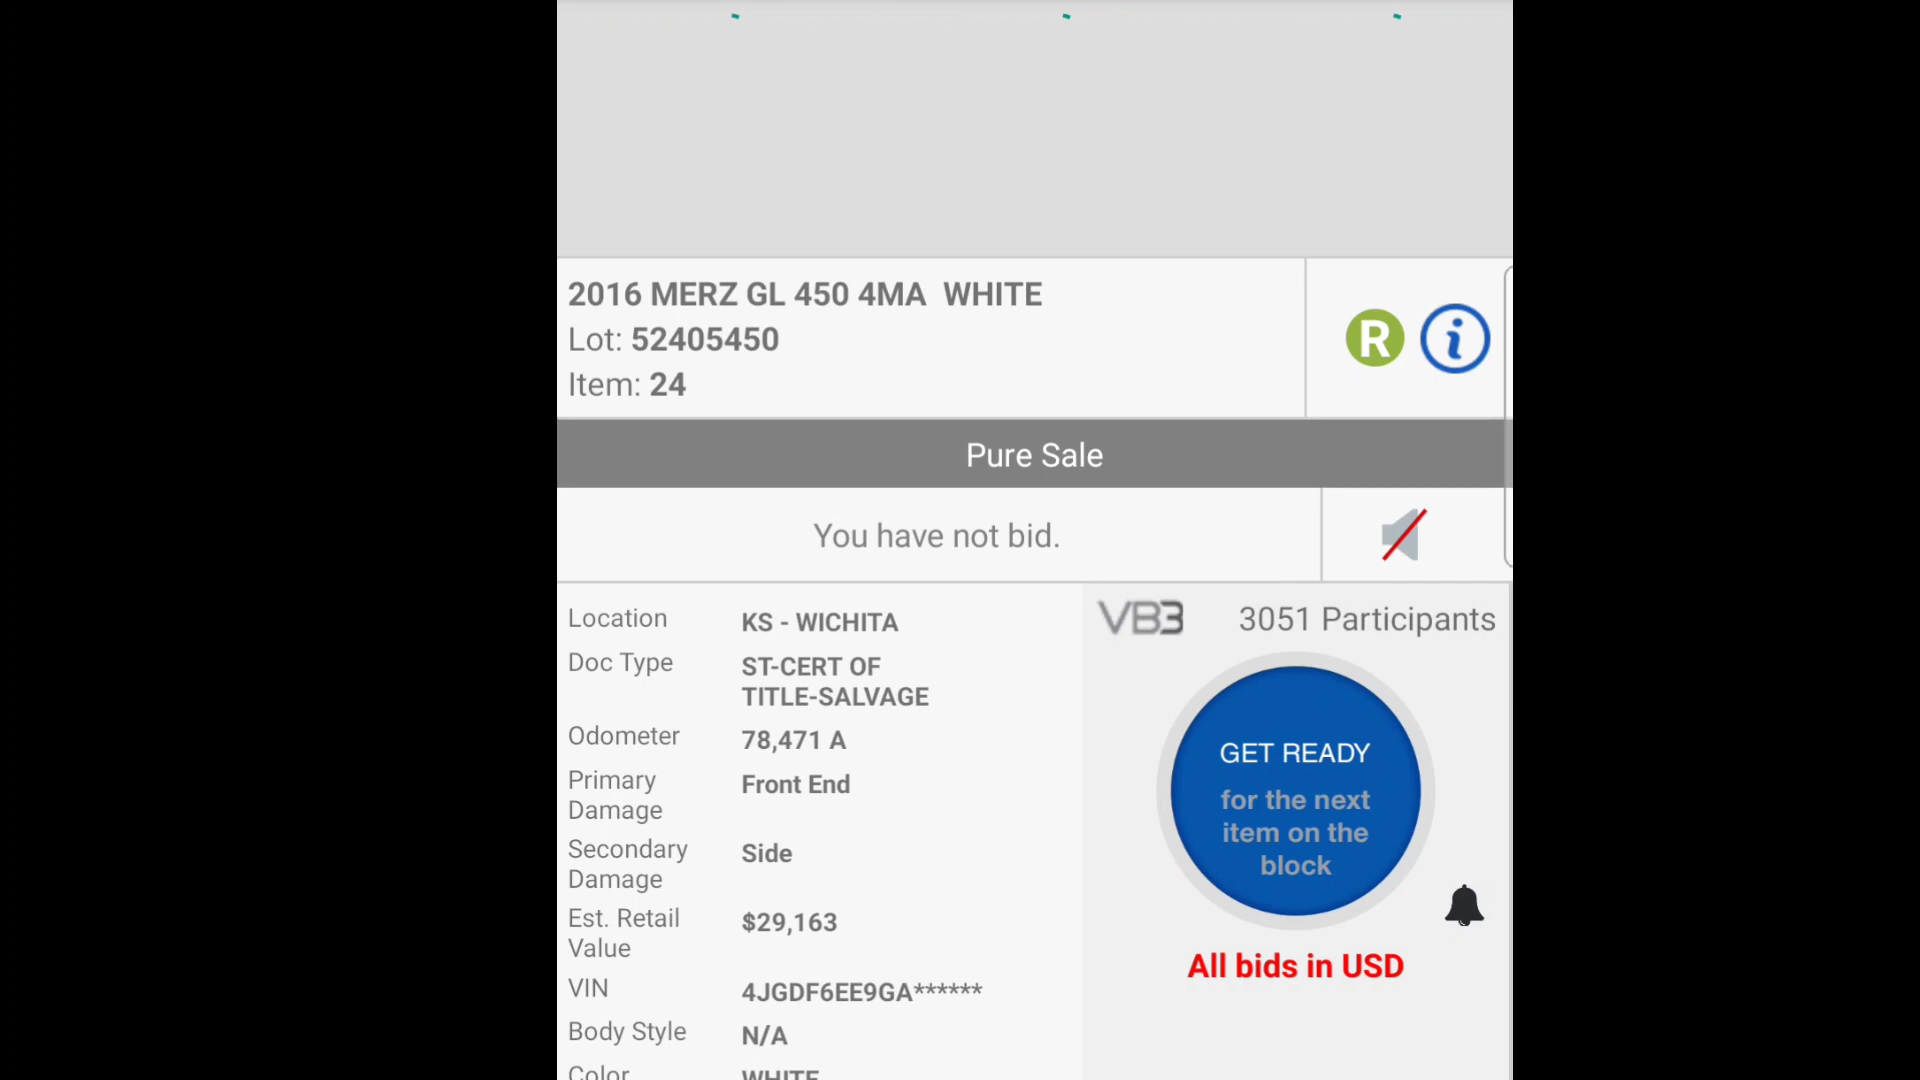 2016 MERZ GL 450 4MA  WHITE
Lot: 52405450
Item: 24
R i
Pure Sale
You have not bid.
Location KS - WICHITA
Doc Type ST-CERT OF
TITLE-SALVAGE
Odometer 78,471 A
Primary
Damage
Front End
Secondary
Damage
Side
Est. Retail
Value
$29,163
VIN 4JGDF6EE9GA******
Body Style N/A
Color WHITE
VB3 3051 Participants
GET READY
for the next
item on the
block
All bids in USD